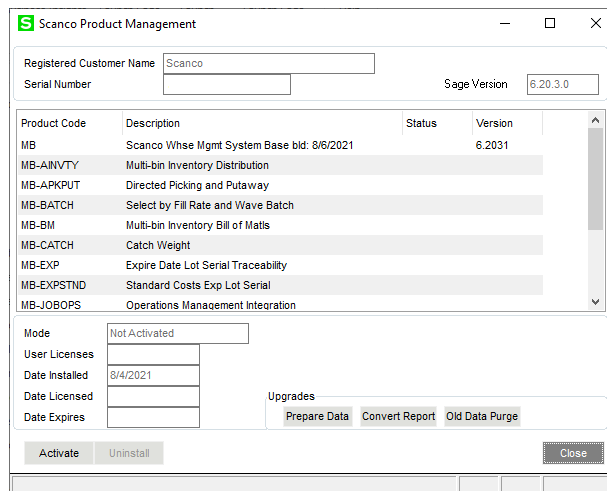 S Scanco Product Management
Registered Customer Name Scanco
Serial Number Sage Version 6.20.3.0
Product Code Description Status Version
MB Scanco Whse Mgmt System Base bld: 8/6/2021 6.2031
MB-AINVTY Multi-bin Inventory Distribution
MB-APKPUT Directed Picking and Putaway
MB-BATCH Select by Fill Rate and Wave Batch
MB-BM Multi-bin Inventory Bill of Matls
MB-CATCH Catch Weight
MB-EXP Expire Date Lot Serial Traceability
MB-EXPSTND Standard Costs Exp Lot Serial
MB-JOBOPS Operations Management Integration
Mode Not Activated
User Licenses
Date Installed 8/4/2021
Date Licensed Upgrades
Date Expires Prepare Data Convert Report Old Data Purge
Activate Uninstall Close